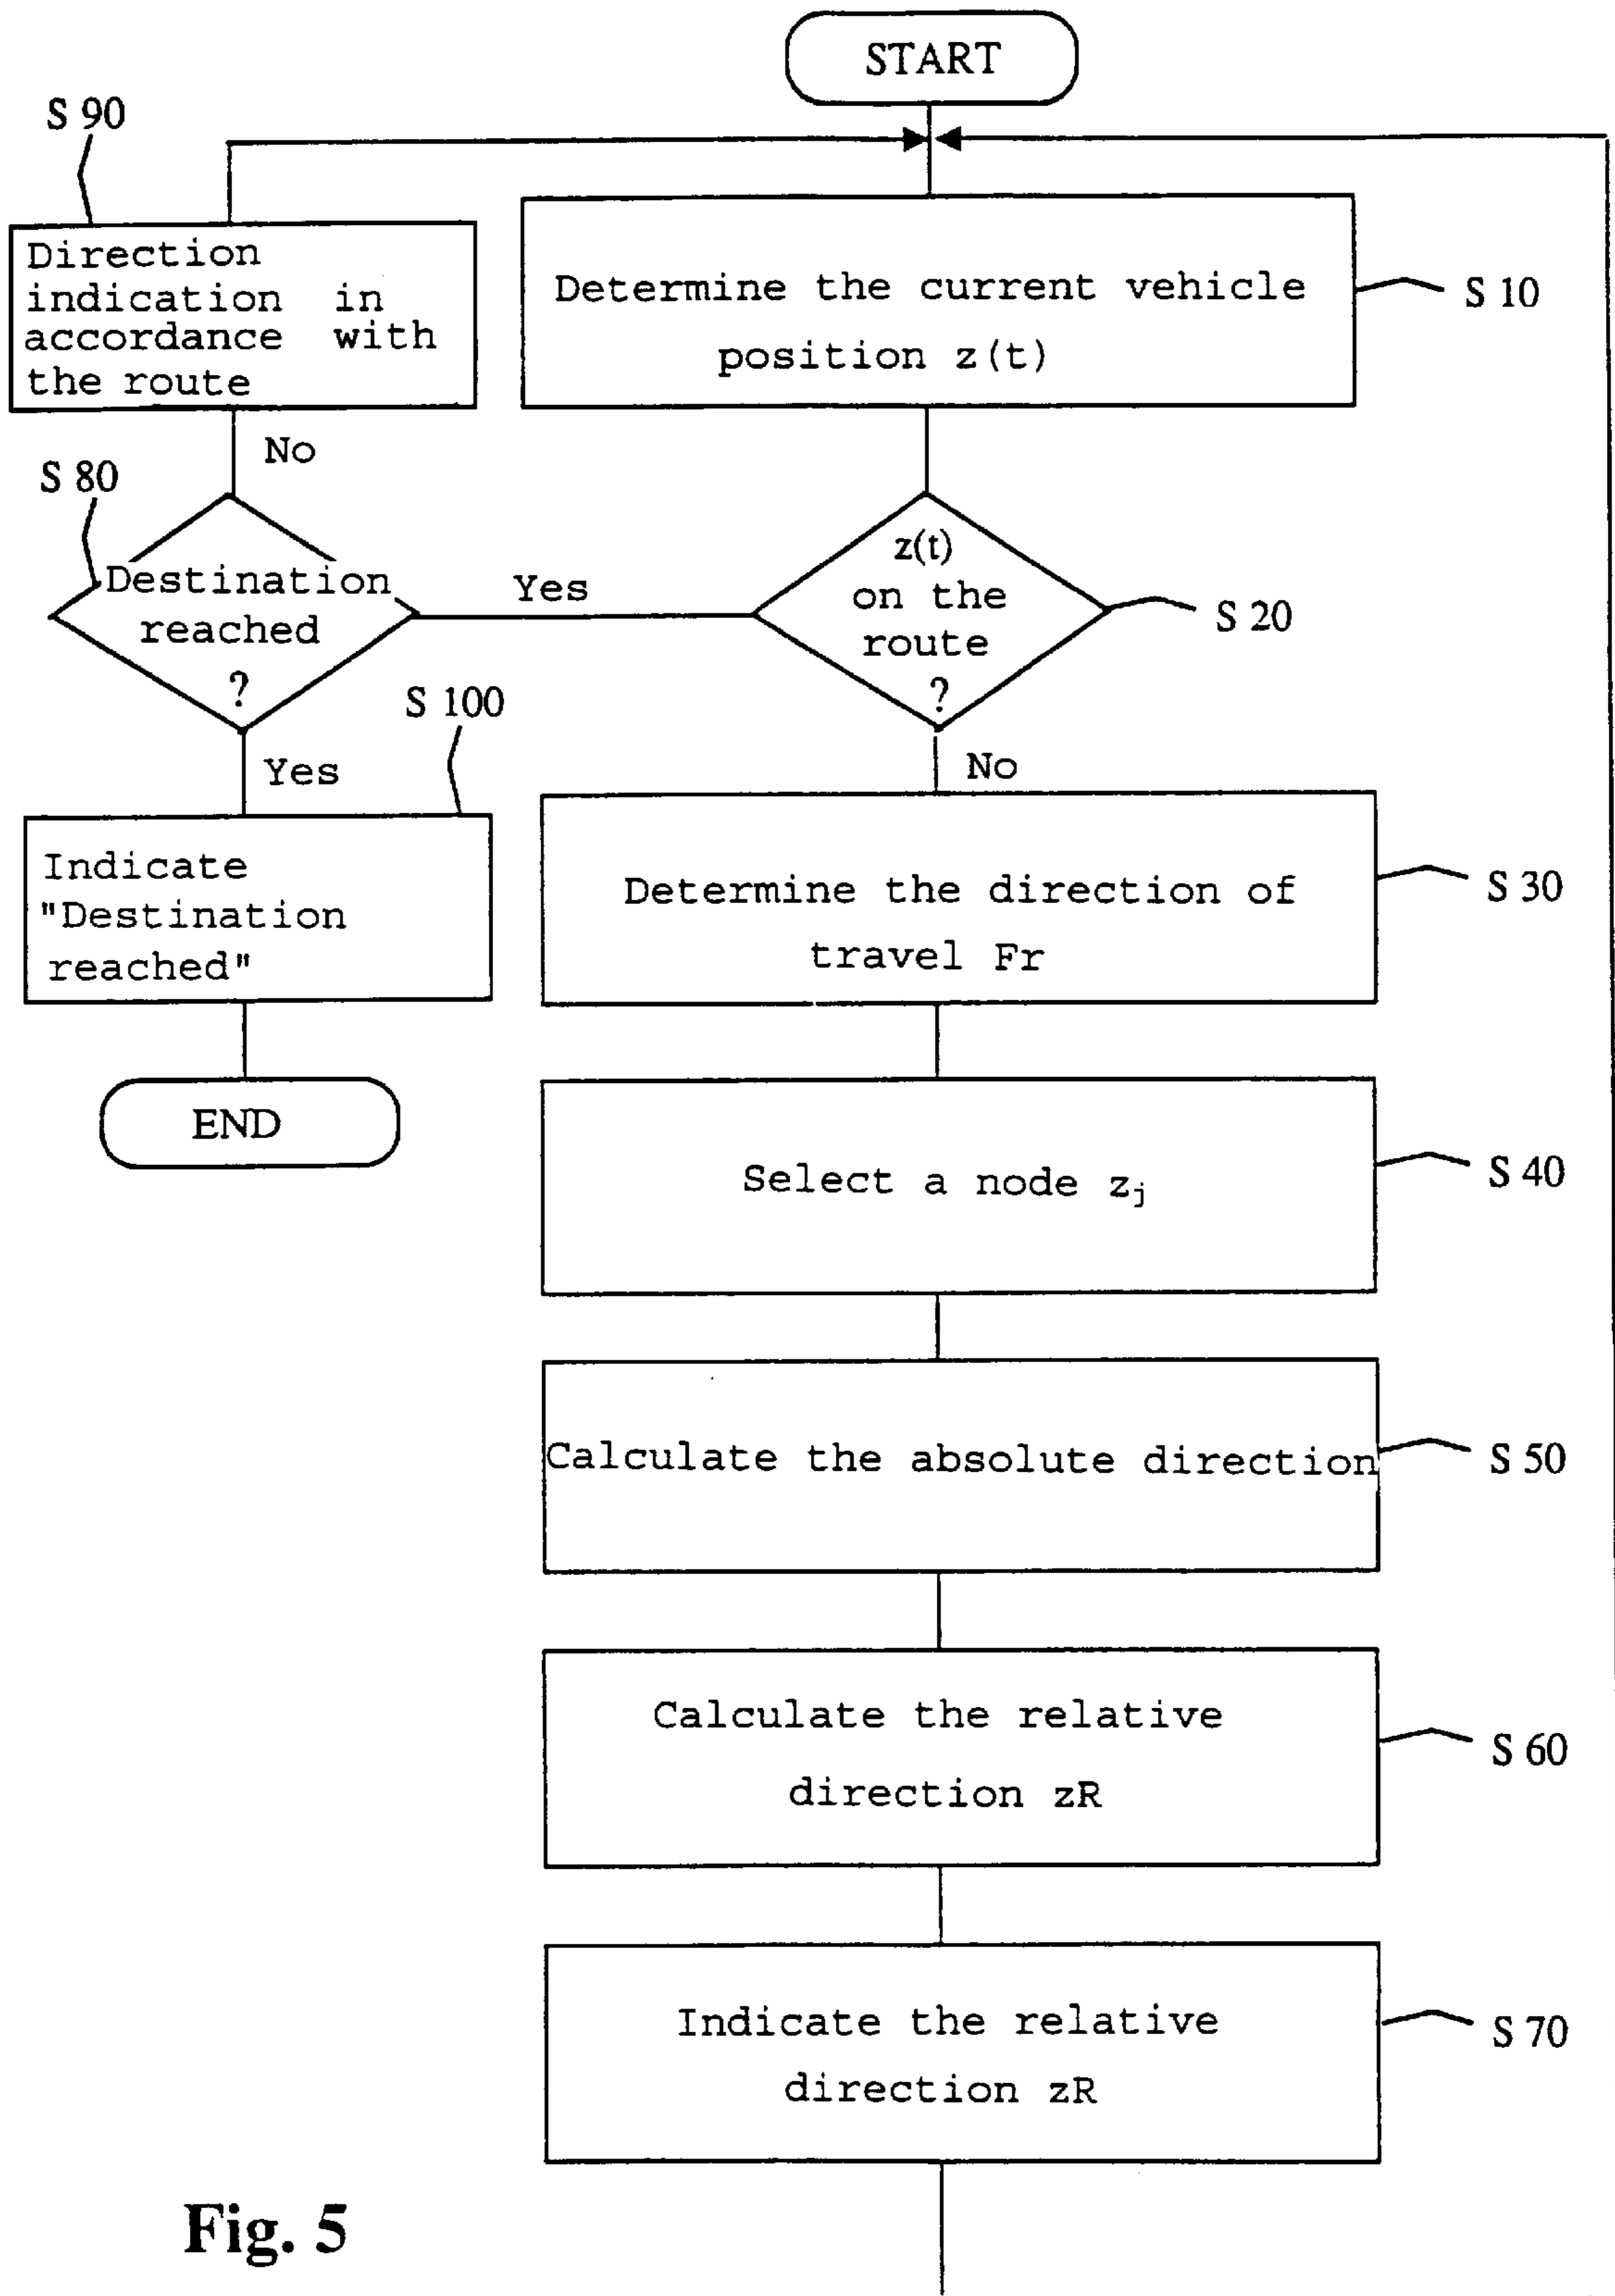 START
S 90
Direction
indication in
accordance with
the route
Determine the current vehicle
position z(t)
S 10
No
S 80
Destination
reached
?
Yes
z(t)
on the
route
?
S 20
S 100
Yes
No
Indicate
"Destination
reached"
Determine the direction of
travel Fr
S 30
END
Select a node zj
S 40
Calculate the absolute direction
S 50
Calculate the relative
direction zR
S 60
Indicate the relative
direction zR
S 70
Fig. 5